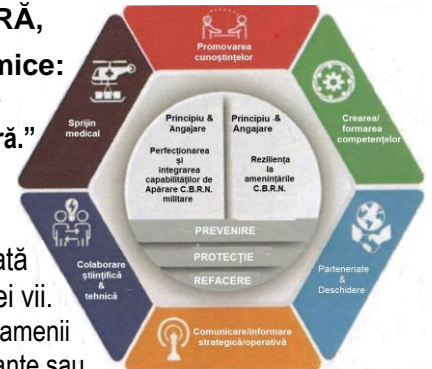 RĂ,
mice:
ră.”
ată
ei vii.
amenii
ante sau
Promovarea
cunoștințelor
Sprijin
medical
Crearea/
formarea
competențelor
Principiu &
Angajare
Perfecționarea
și
integrarea
capabilităților de
Apărare C.B.R.N.
militare
Principiu &
Angajare
Reziliența
la
amenințările
C.B.R.N.
PREVENIRE
PROTECȚIE
REFACERE
Colaborare
științifică
&
tehnică
Parteneriate
&
Deschidere
Comunicare/informare
strategică/operativă